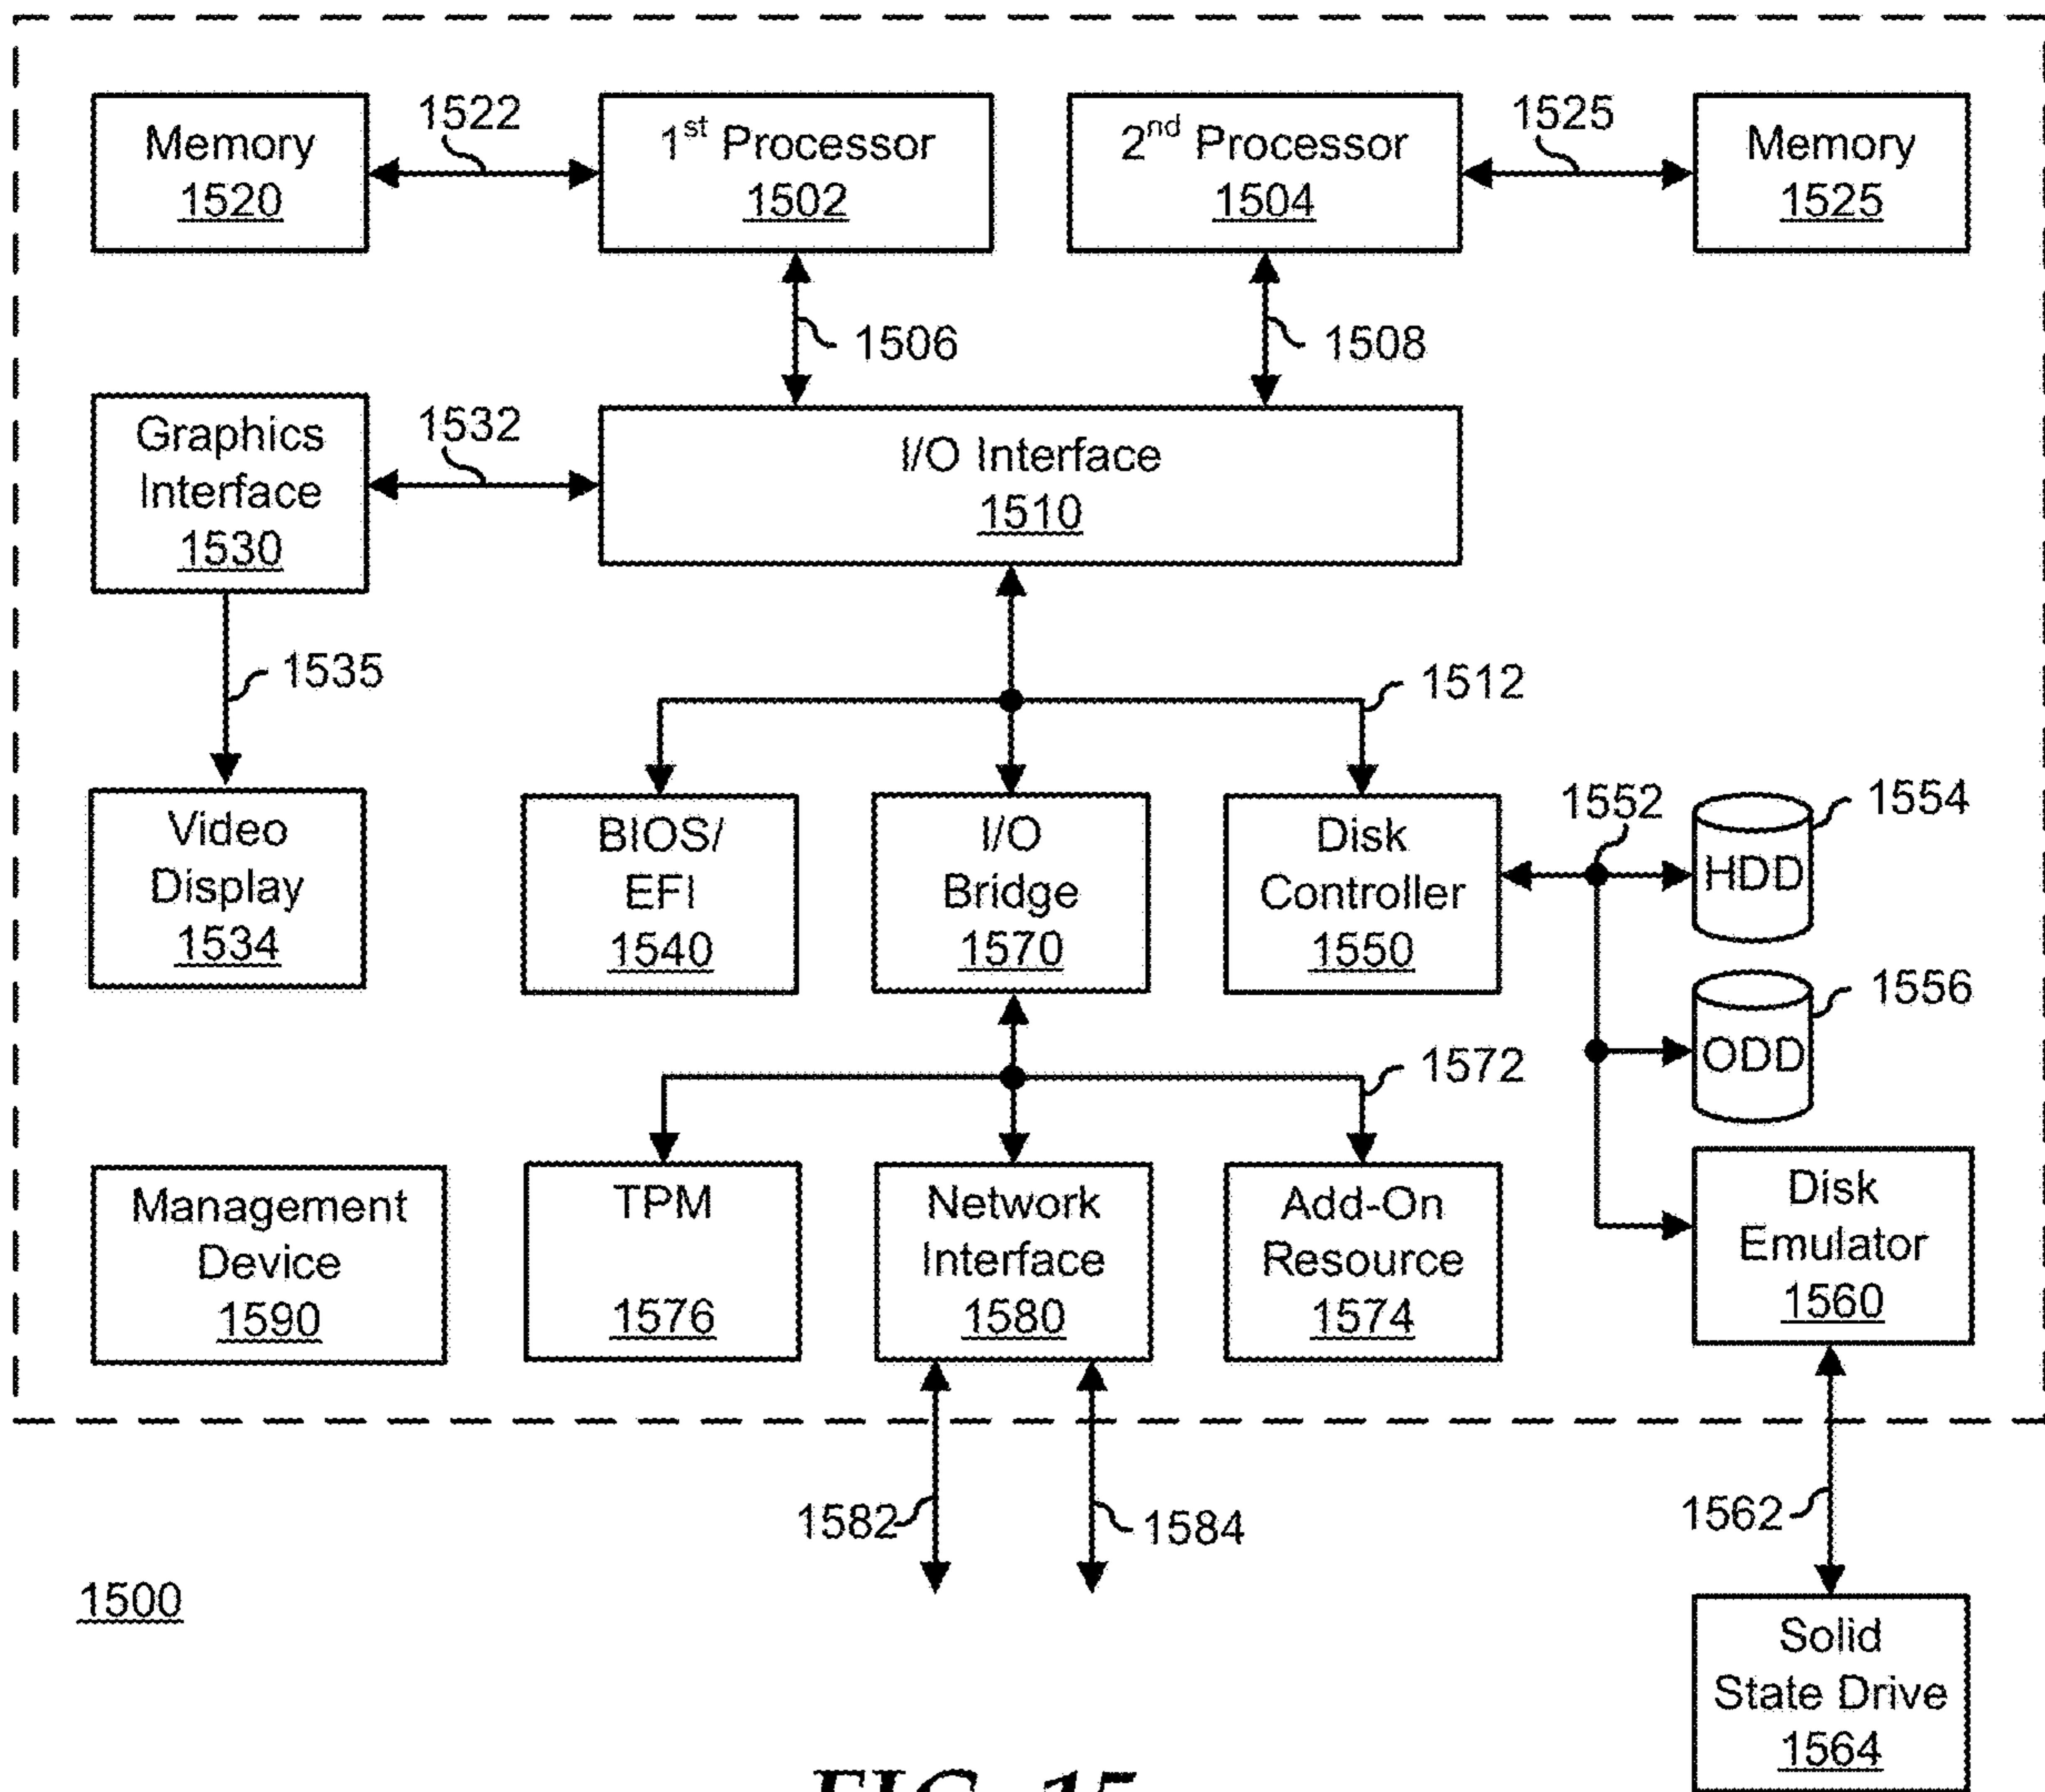 1522
1525
Memory
1520
1st Processor
1502
2nd Processor
1504
Memory
1525
1506
1508
Graphics
Interface
1530
1532
I/O Interface
1510
1535
1512
Video
Display
1534
BIOS/
EFI
1540
I/O
Bridge
1570
Disk
Controller
1550
1552
HDD
1554
ODD
1556
1572
Management
Device
1590
TPM
1576
Network
Interface
1580
Add-On
Resource
1574
Disk
Emulator
1560
1582
1584
1562
1500
Solid
State Drive
1564
FIG. 15